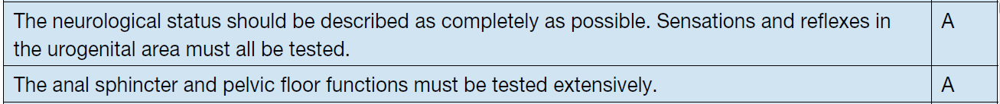 The neurological status should be described as completely as possible. Sensations and reflexes in A
the urogenital area must all be tested.
The anal sphincter and pelvic floor functions must be tested extensively. A